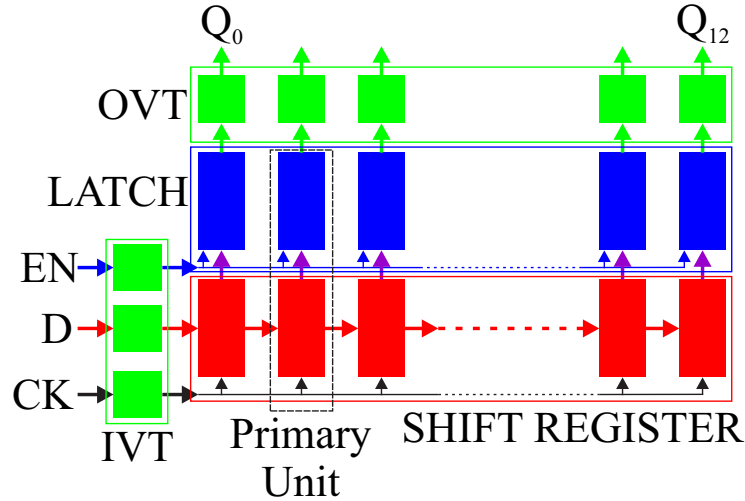 Q₀ Q₁₂
OVT
LATCH
EN
D
CK
IVT
Primary
Unit
SHIFT REGISTER